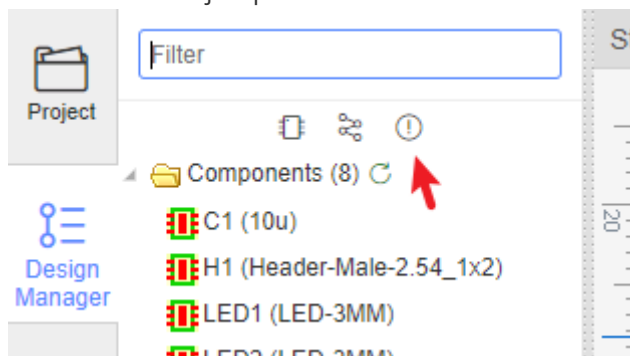 Filter
Project
Components (8)
C1 (10u)
H1 (Header-Male-2.54_1x2)
Design
Manager
LED1 (LED-3MM)
20